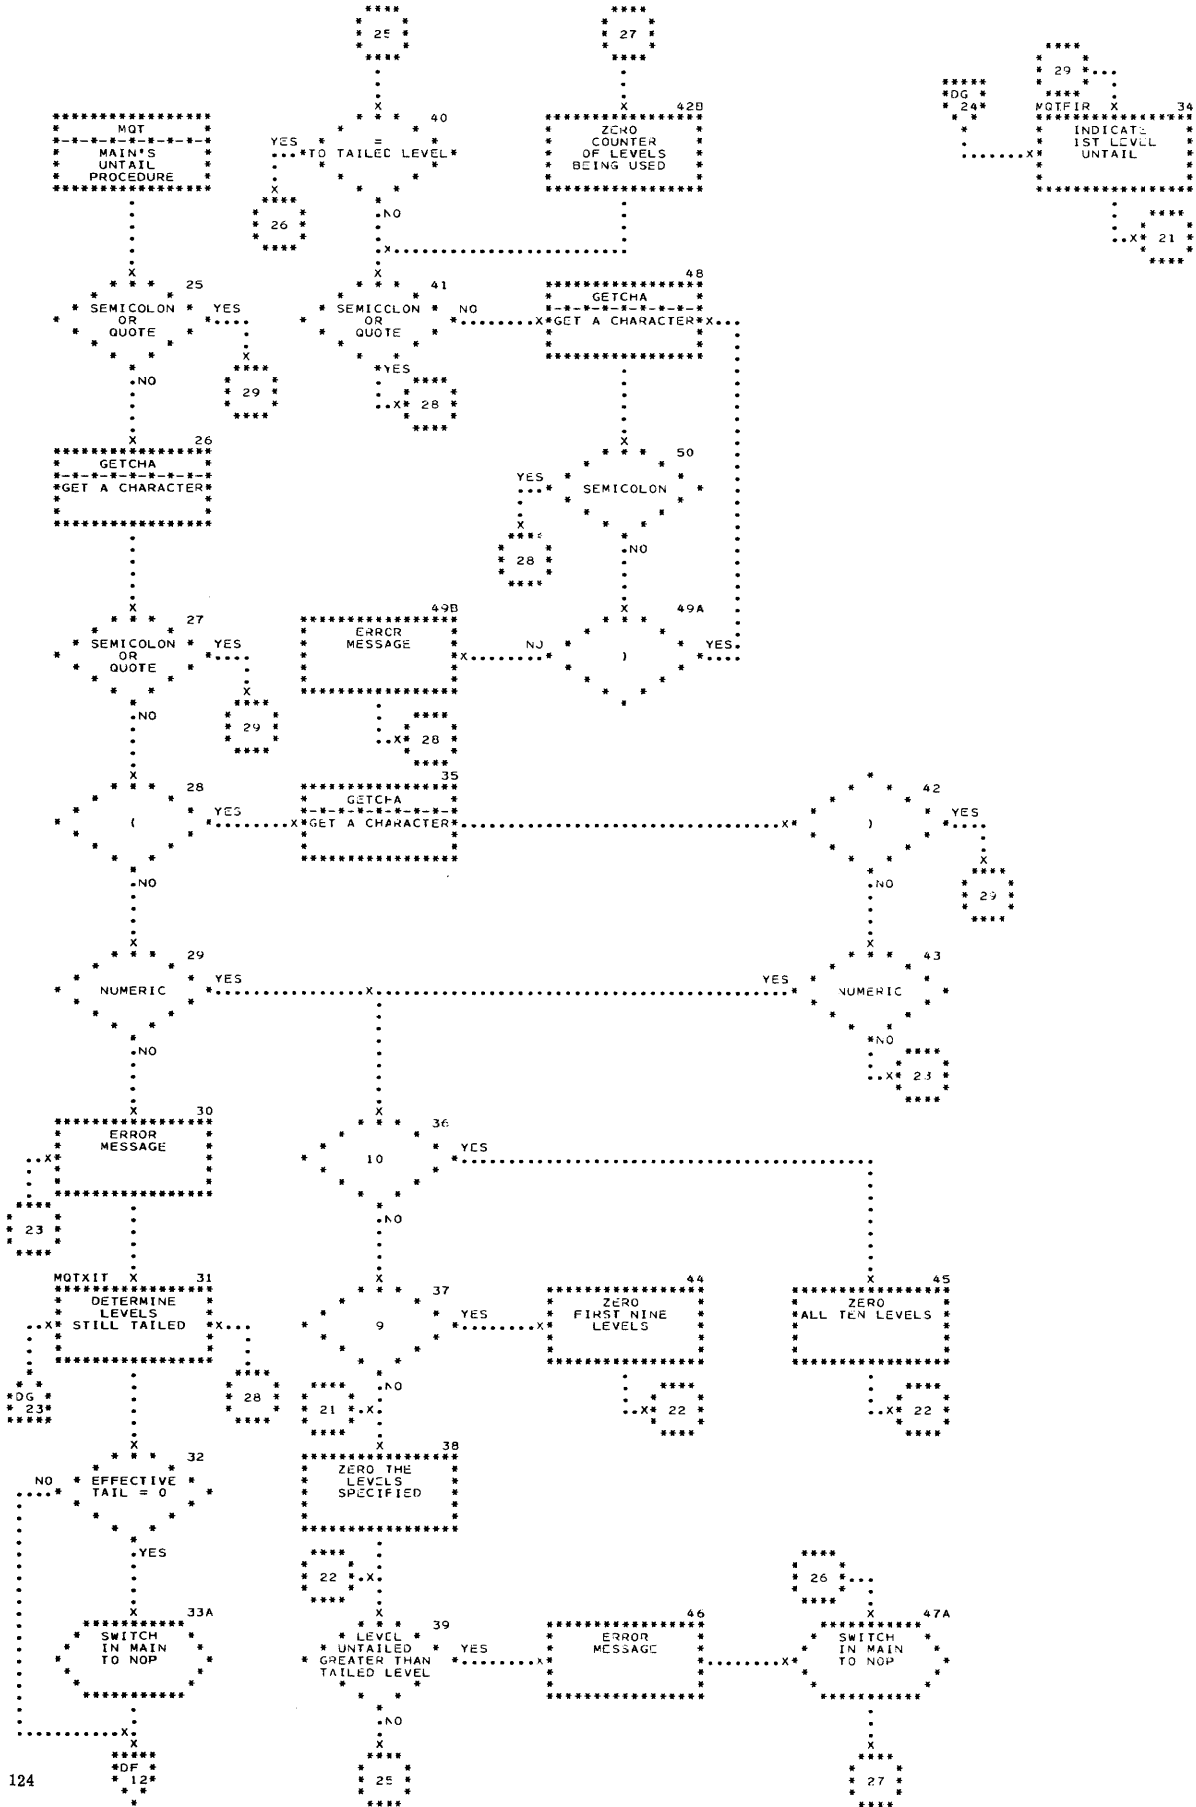 25
27
29
DG
24
MQTFIR
34
INDICATE
1ST LEVEL
UNTAIL
21
MQT
MAIN'S
UNTAIL
PROCEDURE
40
=
TO TAILED LEVEL
YES
26
NO
42B
ZERO
COUNTER
OF LEVELS
BEING USED
25
SEMICOLON
OR
QUOTE
YES
29
NO
41
SEMICOLON
OR
QUOTE
NO
YES
28
48
GETCHA
GET A CHARACTER
26
GETCHA
GET A CHARACTER
50
SEMICOLON
YES
28
NO
27
SEMICOLON
OR
QUOTE
YES
29
NO
49B
ERROR
MESSAGE
28
49A
)
NO
YES
28
(
YES
NO
35
GETCHA
GET A CHARACTER
42
)
YES
29
NO
29
NUMERIC
YES
NO
43
NUMERIC
YES
NO
23
30
ERROR
MESSAGE
23
36
10
YES
NO
MQTXIT
31
DETERMINE
LEVELS
STILL TAILED
DG
23
28
37
9
YES
NO
21
44
ZERO
FIRST NINE
LEVELS
22
45
ZERO
ALL TEN LEVELS
22
32
EFFECTIVE
TAIL = 0
NO
YES
38
ZERO THE
LEVELS
SPECIFIED
22
33A
SWITCH
IN MAIN
TO NOP
39
LEVEL
UNTAILED
GREATER THAN
TAILED LEVEL
YES
NO
46
ERROR
MESSAGE
26
47A
SWITCH
IN MAIN
TO NOP
DF
12
25
27
124